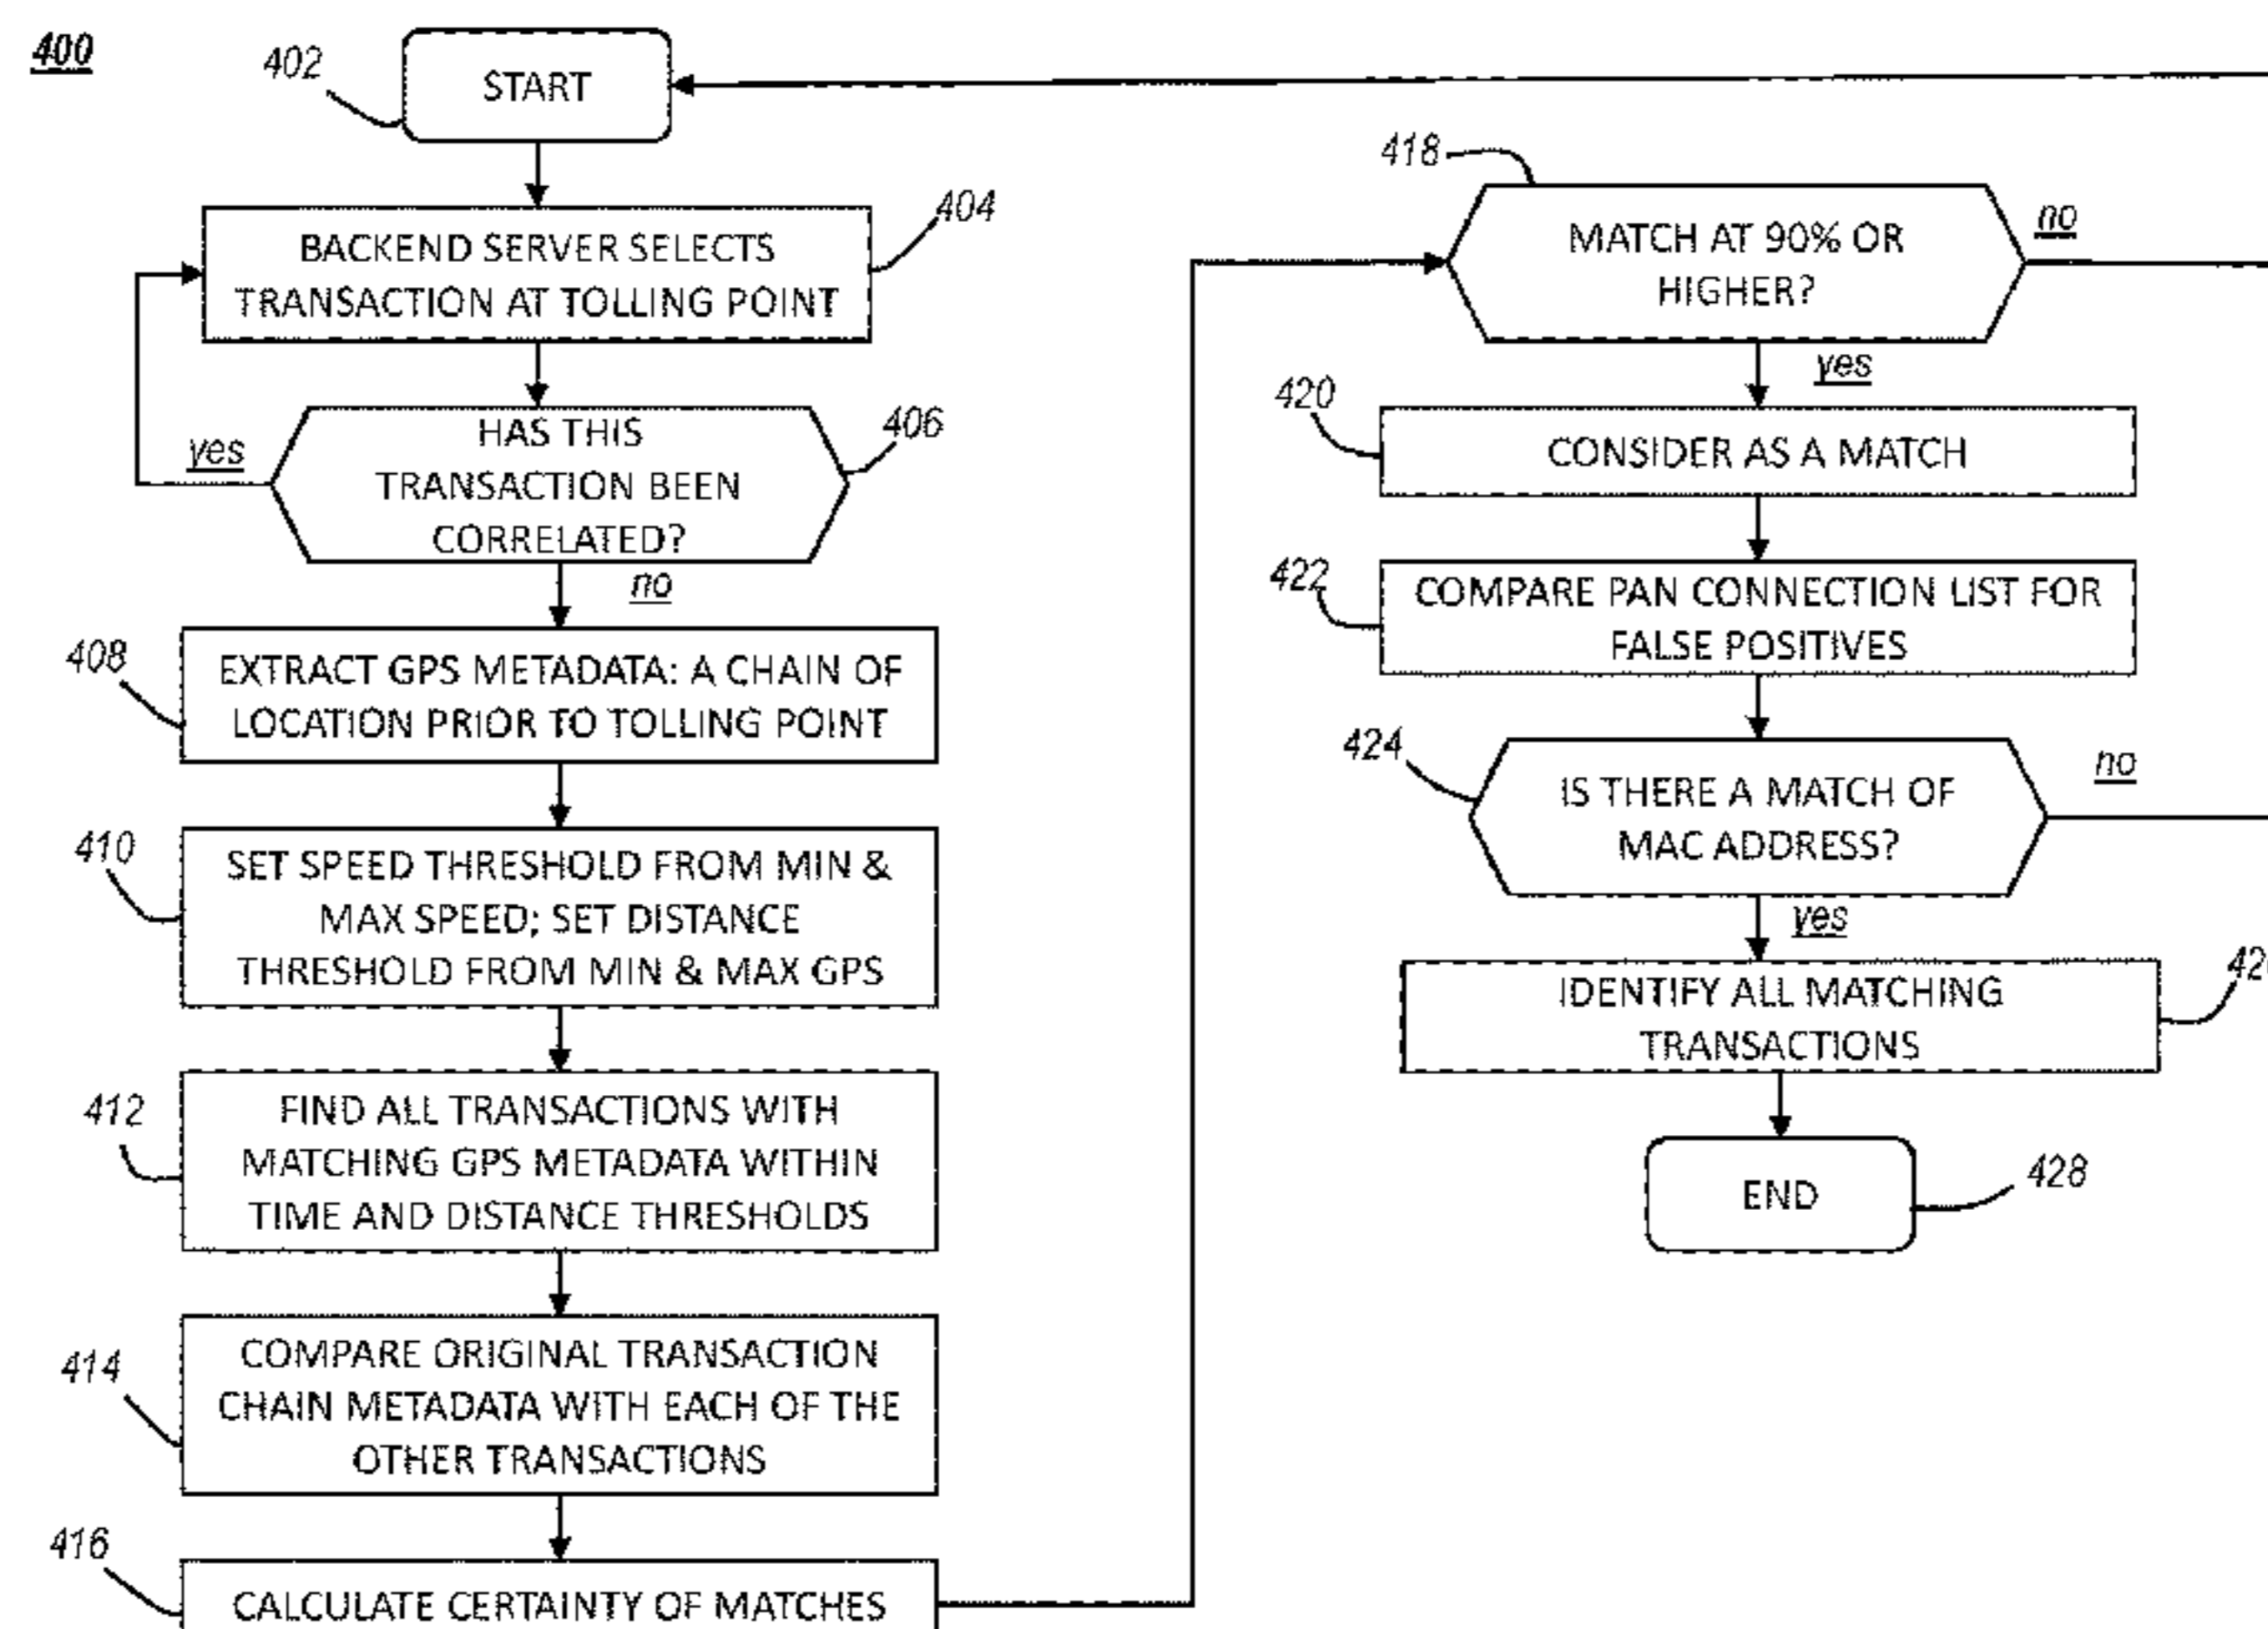 400
402
START
404
BACKEND SERVER SELECTS
TRANSACTION AT TOLLING POINT
yes
HAS THIS
TRANSACTION BEEN
CORRELATED?
406
no
408
EXTRACT GPS METADATA: A CHAIN OF
LOCATION PRIOR TO TOLLING POINT
410
SET SPEED THRESHOLD FROM MIN &
MAX SPEED; SET DISTANCE
THRESHOLD FROM MIN & MAX GPS
412
FIND ALL TRANSACTIONS WITH
MATCHING GPS METADATA WITHIN
TIME AND DISTANCE THRESHOLDS
414
COMPARE ORIGINAL TRANSACTION
CHAIN METADATA WITH EACH OF THE
OTHER TRANSACTIONS
416
CALCULATE CERTAINTY OF MATCHES
418
MATCH AT 90% OR
HIGHER?
no
yes
420
CONSIDER AS A MATCH
422
COMPARE PAN CONNECTION LIST FOR
FALSE POSITIVES
424
IS THERE A MATCH OF
MAC ADDRESS?
no
yes
IDENTIFY ALL MATCHING
TRANSACTIONS
END
428